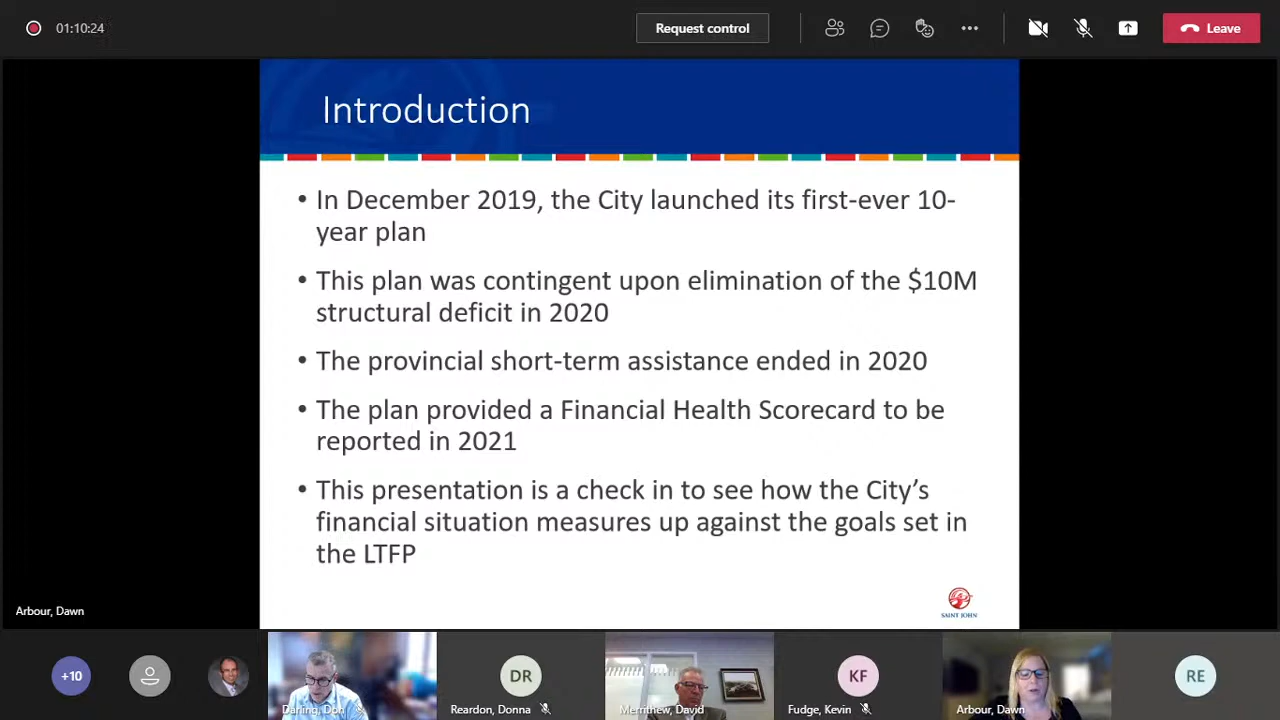 01:10:24
Request control
Leave
Introduction
• In December 2019, the City launched its first-ever 10-
year plan
• This plan was contingent upon elimination of the $10M
structural deficit in 2020
• The provincial short-term assistance ended in 2020
• The plan provided a Financial Health Scorecard to be
reported in 2021
• This presentation is a check in to see how the City’s
financial situation measures up against the goals set in
the LTFP
SAINT JOHN
Arbour, Dawn
+10
DR
KF
RE
Darling, Don
Reardon, Donna
Merrithew, David
Fudge, Kevin
Arbour, Dawn